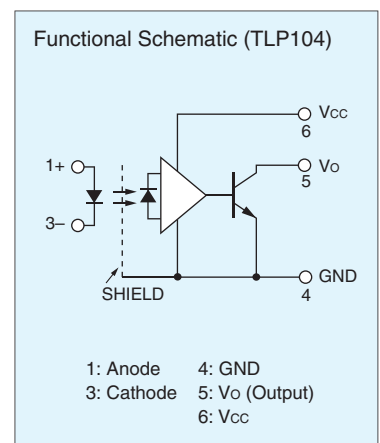 Functional Schematic (TLP104)
VCC
6
1+
VO
5
3–
GND
4
SHIELD
1: Anode 4: GND
3: Cathode 5: VO (Output)
6: VCC